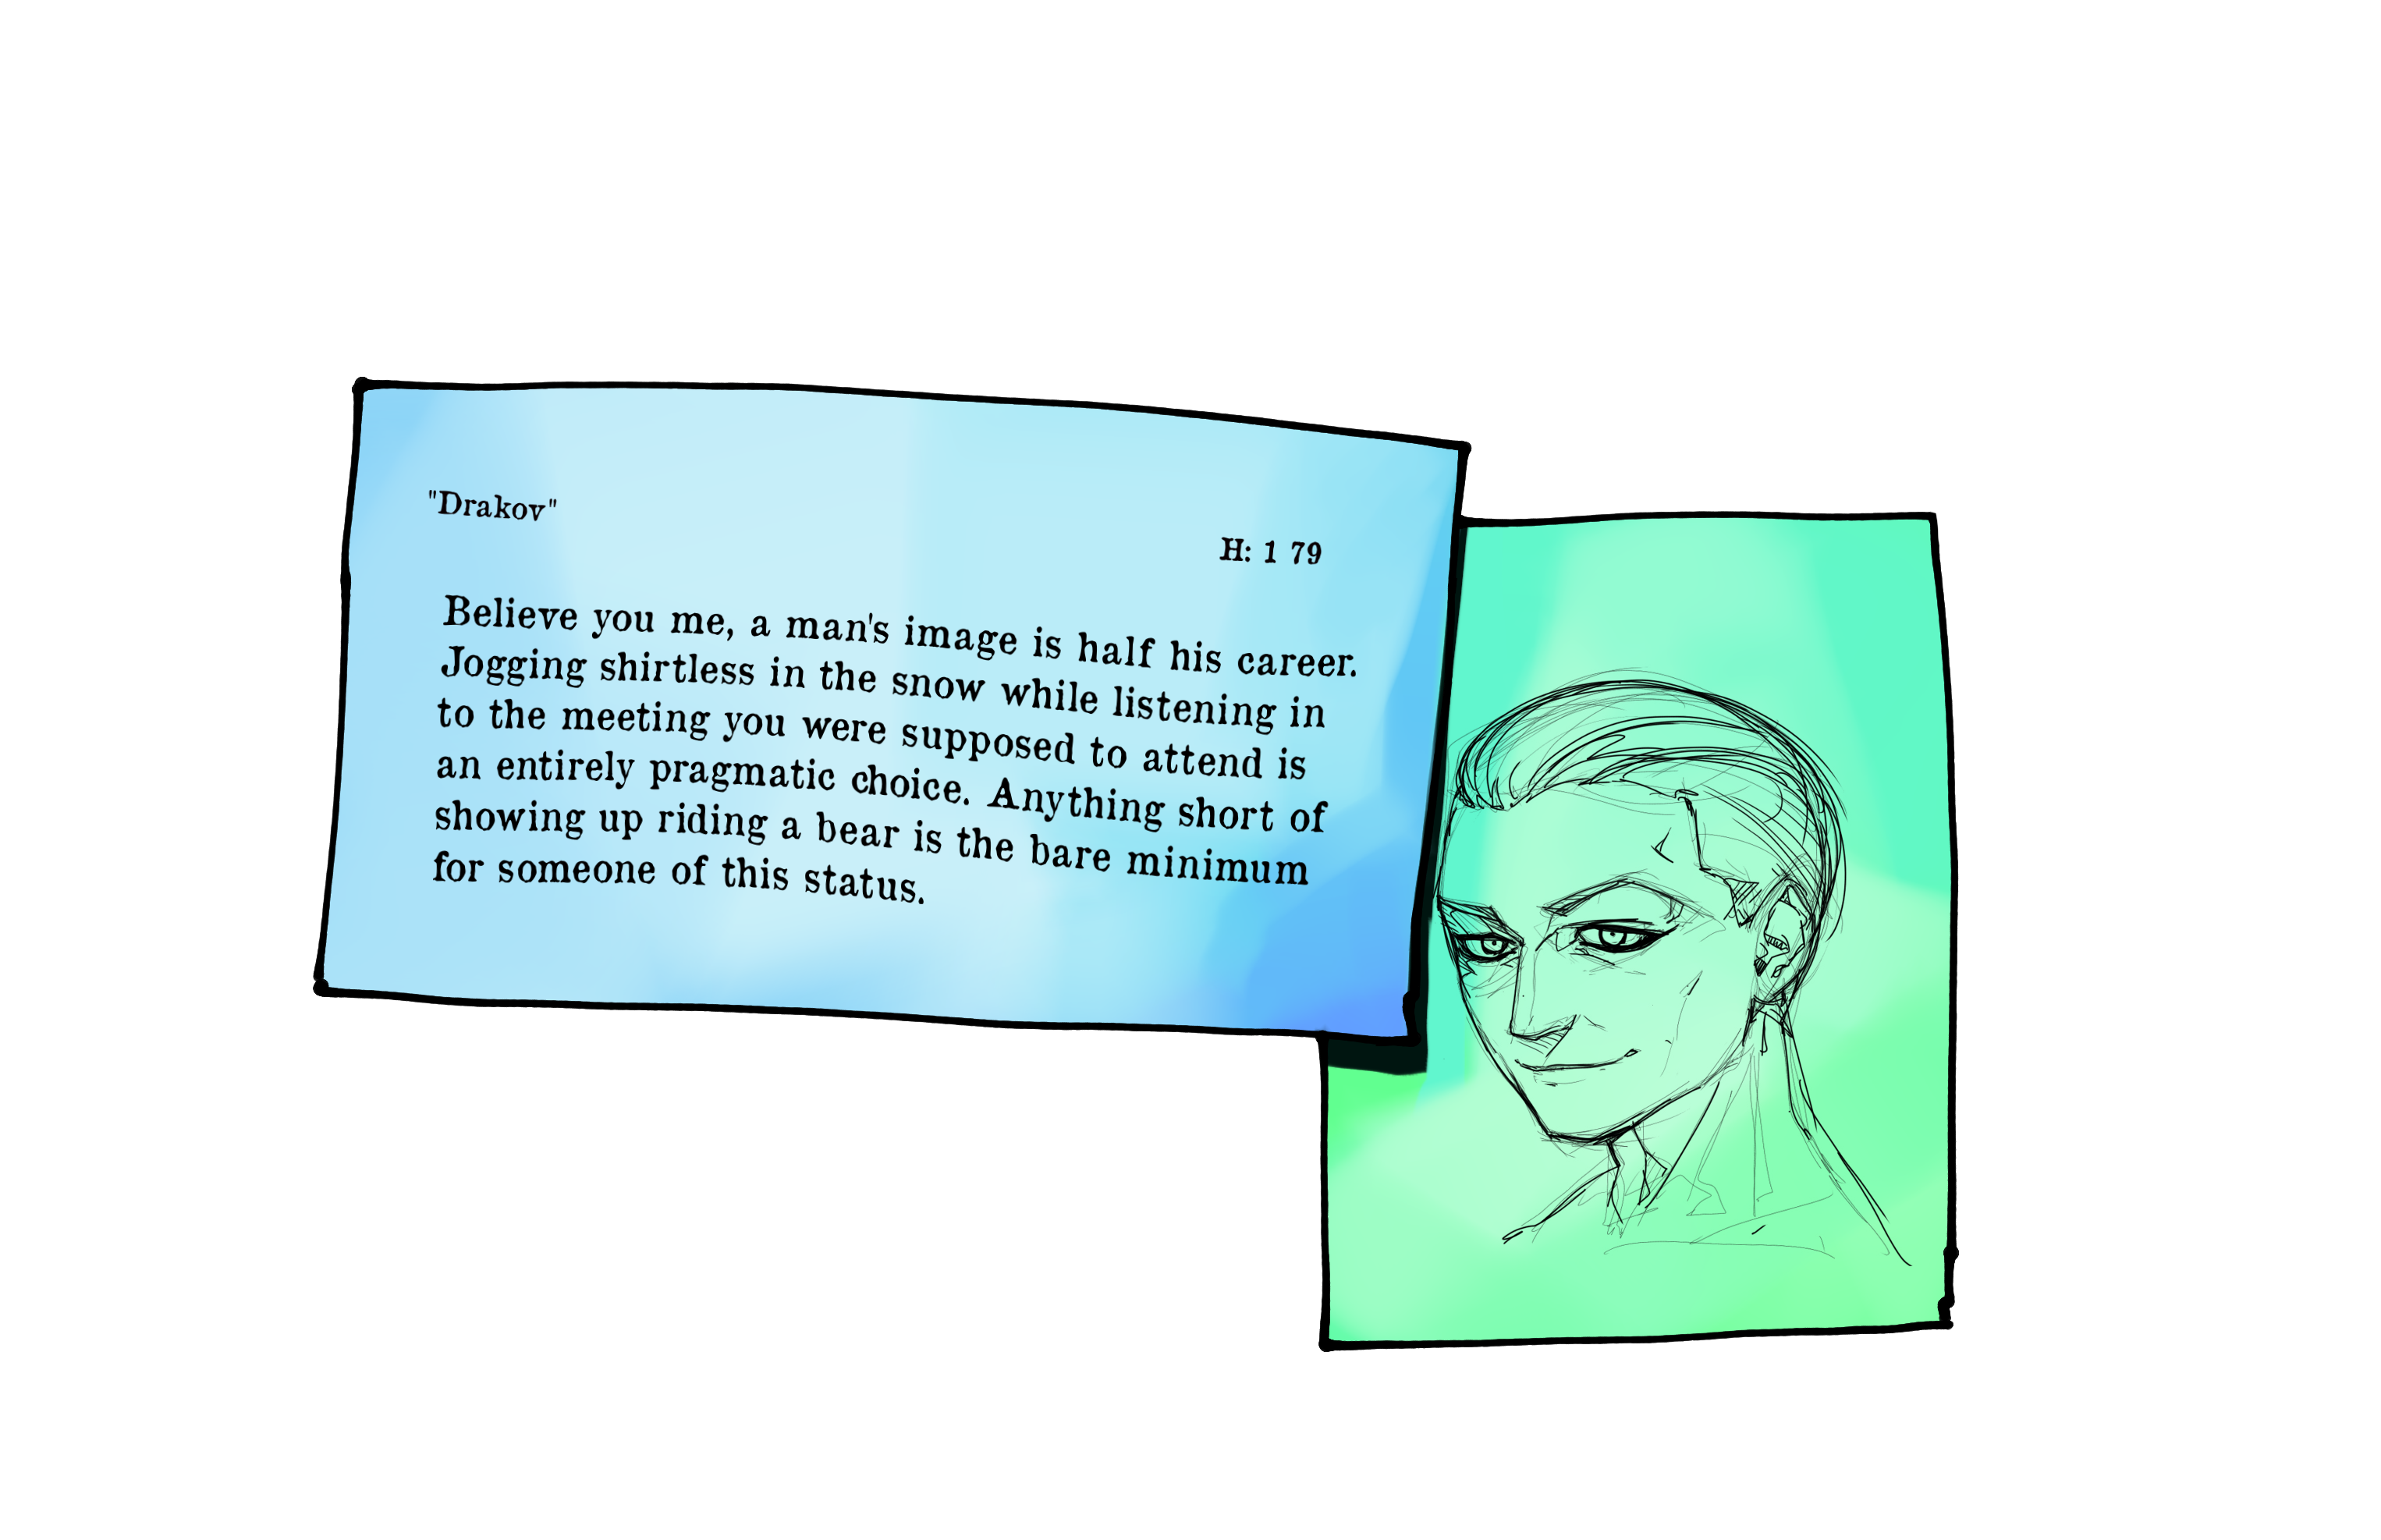 "Drakov"
H: 1 79
Believe you me, a man's image is half his career.
Jogging shirtless in the snow while listening in
to the meeting you were supposed to attend is
an entirely pragmatic choice. Anything short of
showing up riding a bear is the bare minimum
for someone of this status.